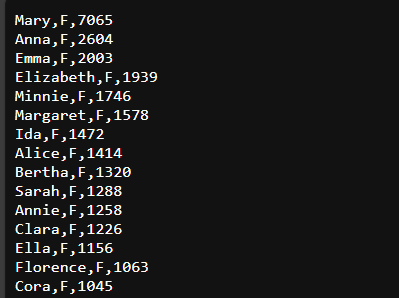 Mary,F,7065
Anna,F,2604
Emma,F,2003
Elizabeth,F,1939
Minnie,F,1746
Margaret,F,1578
Ida,F,1472
Alice,F,1414
Bertha,F,1320
Sarah,F,1288
Annie,F,1258
Clara,F,1226
Ella,F,1156
Florence,F,1063
Cora,F,1045